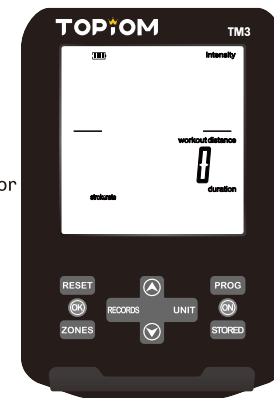 TOPIOM
TM3
intensity
workout distance
0
or
duration
strokerate
RESET
PROG
OK
RECORDS
UNIT
ON
ZONES
STORED